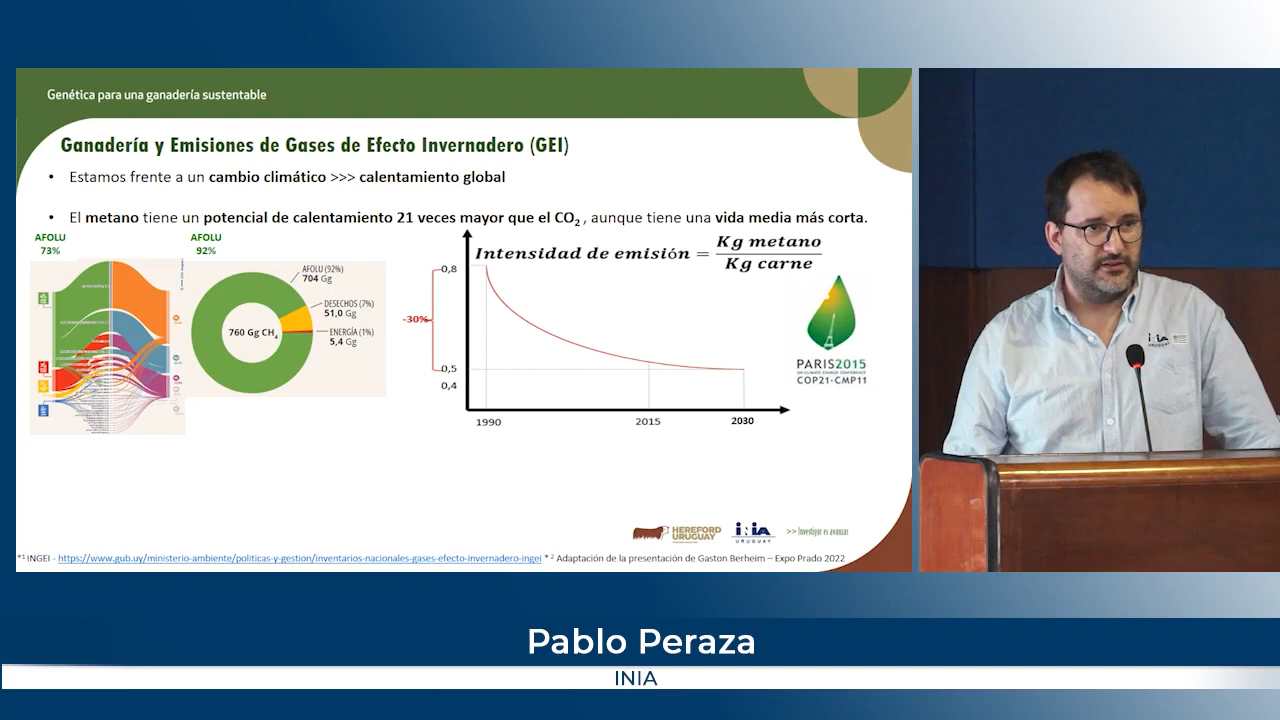 Genética para una ganadería sustentable
Ganadería y Emisiones de Gases de Efecto Invernadero (GEI)
• Estamos frente a un cambio climático >>> calentamiento global
• El metano tiene un potencial de calentamiento 21 veces mayor que el CO2 , aunque tiene una vida media más corta.
AFOLU
73%
AFOLU
92%
AFOLU (92%)
704 Gg
DESECHOS (7%)
51,0 Gg
ENERGÍA (1%)
5,4 Gg
760 Gg CH4
Intensidad de emisión = Kg metano
Kg carne
0,8
-30%
0,5
0,4
1990
2015
2030
PARIS2015
UN CLIMATE CHANGE CONFERENCE
COP21·CMP11
HEREFORD
URUGUAY
INIA
URUGUAY
>> Investigar es avanzar
*1 INGEI - https://www.gub.uy/ministerio-ambiente/politicas-y-gestion/inventarios-nacionales-gases-efecto-invernadero-ingei *2 Adaptación de la presentación de Gaston Berheim – Expo Prado 2022
INIA
URUGUAY
Pablo Peraza
INIA